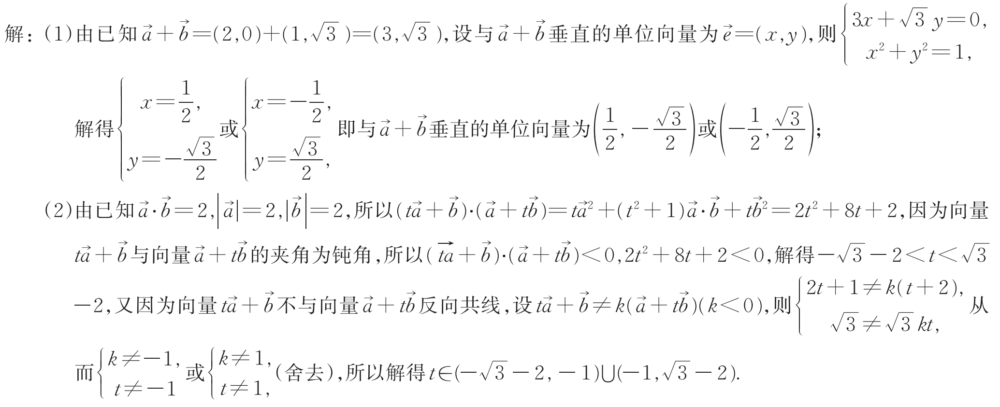 解：(1)由已知$\vec{a}+\vec{b}=(2,0)+(1,\sqrt{3})=(3,\sqrt{3})$,设与$\vec{a}+\vec{b}$垂直的单位向量为$\vec{e}=(x,y)$,则$\begin{cases}3x+\sqrt{3}y=0,\\x^2+y^2=1,\end{cases}$
解得$\begin{cases}x=\dfrac{1}{2},\\y=-\dfrac{\sqrt{3}}{2}\end{cases}$或$\begin{cases}x=-\dfrac{1}{2},\\y=\dfrac{\sqrt{3}}{2},\end{cases}$即与$\vec{a}+\vec{b}$垂直的单位向量为$\left(\dfrac{1}{2},-\dfrac{\sqrt{3}}{2}\right)$或$\left(-\dfrac{1}{2},\dfrac{\sqrt{3}}{2}\right)$;
(2)由已知$\vec{a}\cdot\vec{b}=2,|\vec{a}|=2,|\vec{b}|=2$,所以$(t\vec{a}+\vec{b})\cdot(\vec{a}+t\vec{b})=t\vec{a}^2+(t^2+1)\vec{a}\cdot\vec{b}+t\vec{b}^2=2t^2+8t+2$,因为向量
$t\vec{a}+\vec{b}$与向量$\vec{a}+t\vec{b}$的夹角为钝角,所以$(\overrightarrow{ta}+\vec{b})\cdot(\vec{a}+t\vec{b})<0,2t^2+8t+2<0$,解得$-\sqrt{3}-2<t<\sqrt{3}$
$-2$,又因为向量$t\vec{a}+\vec{b}$不与向量$\vec{a}+t\vec{b}$反向共线,设$t\vec{a}+\vec{b}\neq k(\vec{a}+t\vec{b})(k<0)$,则$\begin{cases}2t+1\neq k(t+2),\\\sqrt{3}\neq\sqrt{3}kt,\end{cases}$从
而$\begin{cases}k\neq-1,\\t\neq-1\end{cases}$或$\begin{cases}k\neq1,\\t\neq1,\end{cases}$(舍去),所以解得$t\in(-\sqrt{3}-2,-1)\cup(-1,\sqrt{3}-2)$.